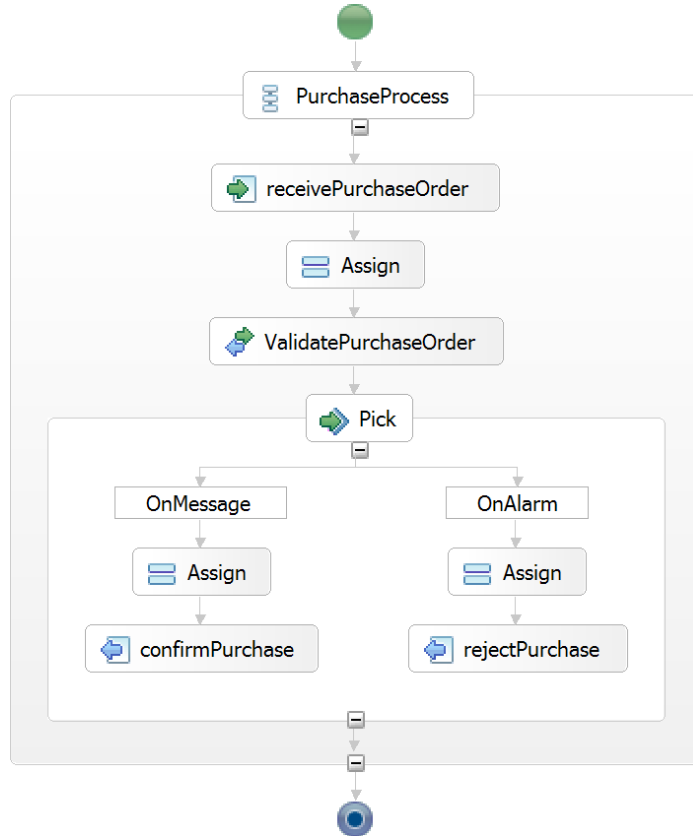 PurchaseProcess
receivePurchaseOrder
Assign
ValidatePurchaseOrder
Pick
OnMessage
OnAlarm
Assign
Assign
confirmPurchase
rejectPurchase